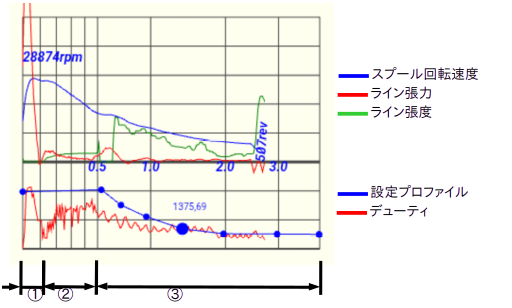 28874rpm
スプール回転速度
ライン張力
ライン張度
507rev
0.5
1.0
2.0
3.0
1375,69
設定プロファイル
デューティ
①
②
③